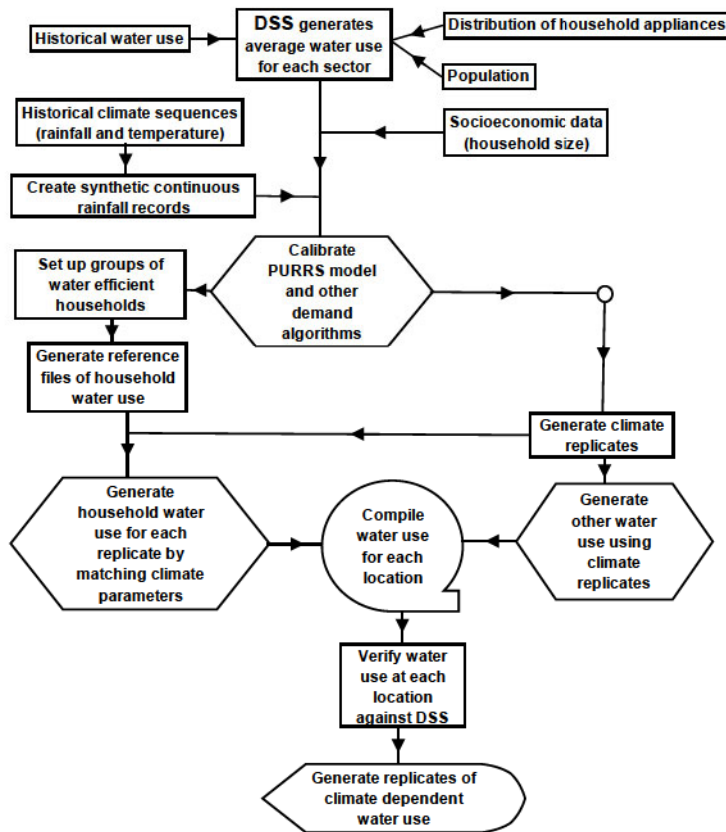 Historical water use
DSS generates
average water use
for each sector
Distribution of household appliances
Population
Historical climate sequences
(rainfall and temperature)
Socioeconomic data
(household size)
Create synthetic continuous
rainfall records
Set up groups of
water efficient
households
Calibrate
PURRS model
and other
demand
algorithms
Generate reference
files of household
water use
Generate climate
replicates
Generate
household water
use for each
replicate by
matching climate
parameters
Compile
water use
for each
location
Generate
other water
use using
climate
replicates
Verify water
use at each
location
against DSS
Generate replicates of
climate dependent
water use